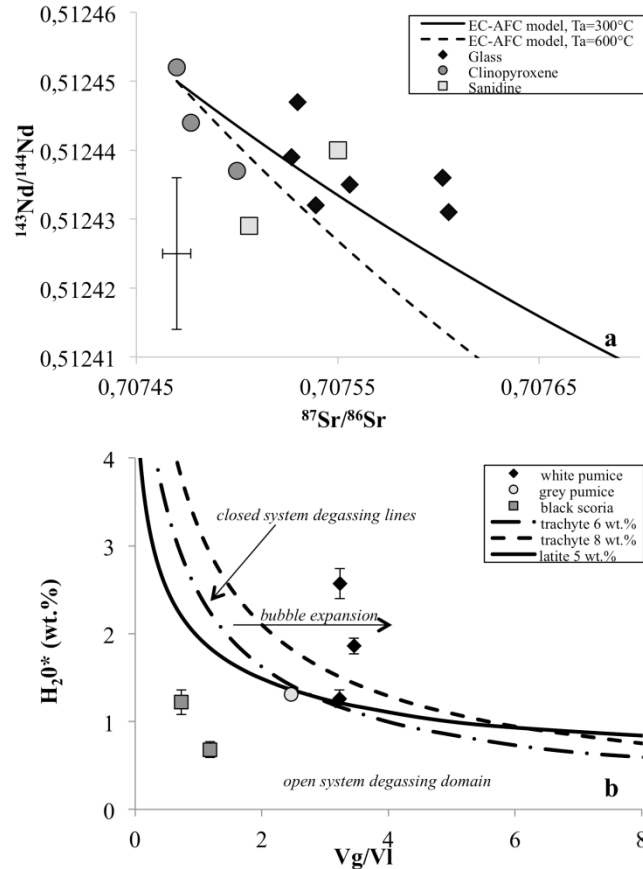 EC-AFC model, Ta=300°C
EC-AFC model, Ta=600°C
Glass
Clinopyroxene
Sanidine
0,51246
0,51245
0,51244
0,51243
0,51242
0,51241
¹⁴³Nd/¹⁴⁴Nd
a
0,70745
0,70755
0,70765
⁸⁷Sr/⁸⁶Sr
white pumice
grey pumice
black scoria
trachyte 6 wt.%
trachyte 8 wt.%
latite 5 wt.%
closed system degassing lines
bubble expansion
open system degassing domain
b
4
3
2
1
0
H₂0* (wt.%)
0
2
4
6
8
Vg/Vl